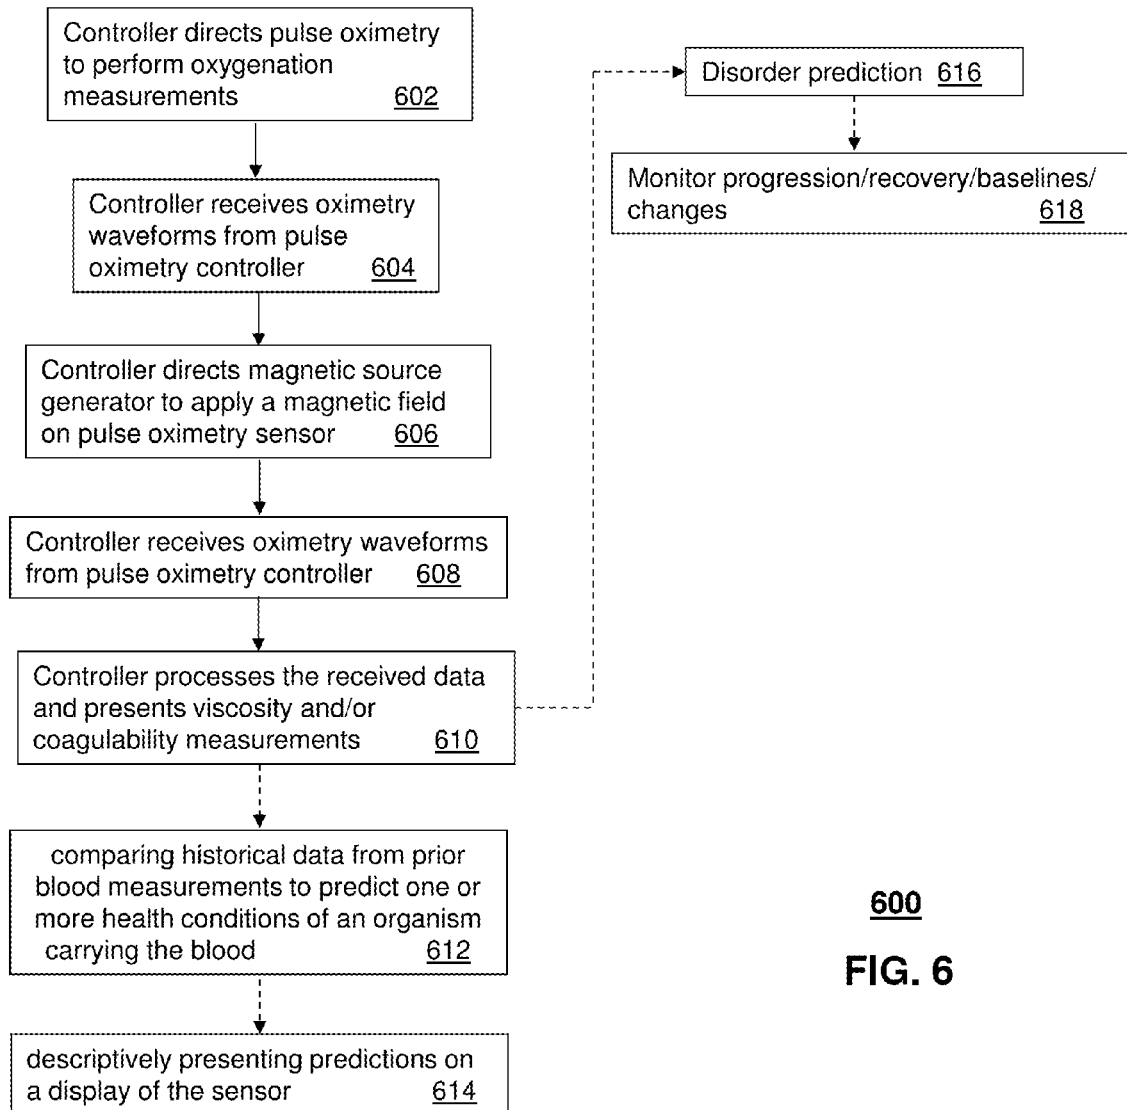 Controller directs pulse oximetry
to perform oxygenation
measurements 602
Controller receives oximetry
waveforms from pulse
oximetry controller 604
Controller directs magnetic source
generator to apply a magnetic field
on pulse oximetry sensor 606
Controller receives oximetry waveforms
from pulse oximetry controller 608
Controller processes the received data
and presents viscosity and/or
coagulability measurements 610
comparing historical data from prior
blood measurements to predict one or
more health conditions of an organism
carrying the blood 612
descriptively presenting predictions on
a display of the sensor 614
Disorder prediction 616
Monitor progression/recovery/baselines/
changes 618
600
FIG. 6